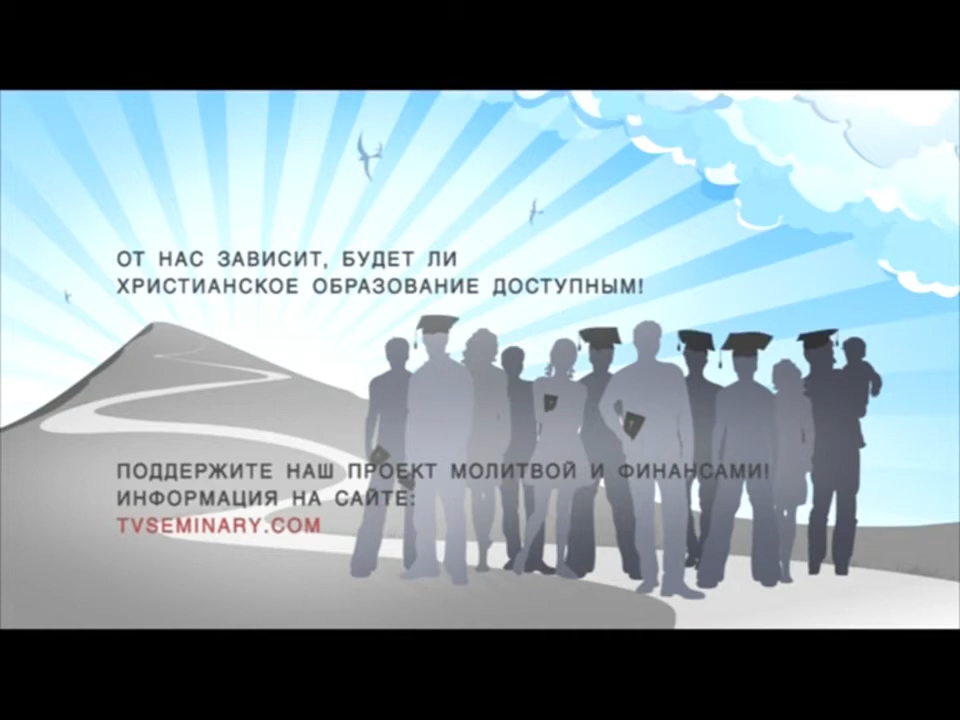 ОТ НАС ЗАВИСИТ, БУДЕТ ЛИ
ХРИСТИАНСКОЕ ОБРАЗОВАНИЕ ДОСТУПНЫМ!
ПОДДЕРЖИТЕ НАШ ПРОЕКТ МОЛИТВОЙ И ФИНАНСАМИ!
ИНФОРМАЦИЯ НА САЙТЕ:
TVSEMINARY.COM